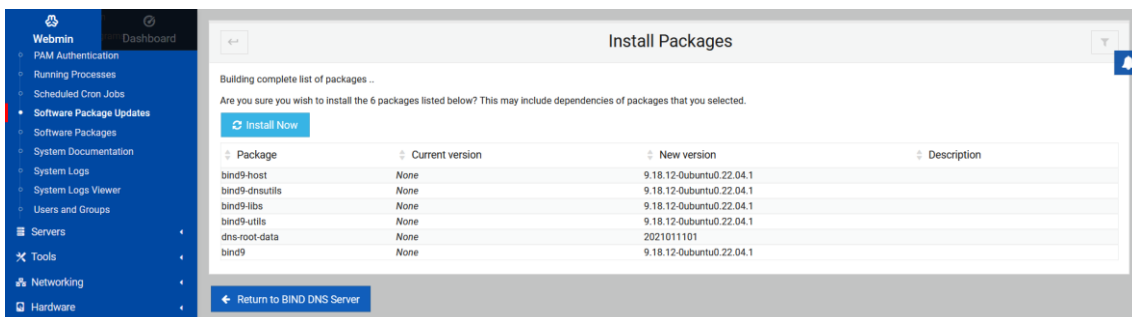 Webmin
Dashboard
PAM Authentication
Running Processes
Scheduled Cron Jobs
Software Package Updates
Software Packages
System Documentation
System Logs
System Logs Viewer
Users and Groups
Servers
Tools
Networking
Hardware
Install Packages
Building complete list of packages ..
Are you sure you wish to install the 6 packages listed below? This may include dependencies of packages that you selected.
Install Now
Package Current version New version Description
bind9-host None 9.18.12-0ubuntu0.22.04.1
bind9-dnsutils None 9.18.12-0ubuntu0.22.04.1
bind9-libs None 9.18.12-0ubuntu0.22.04.1
bind9-utils None 9.18.12-0ubuntu0.22.04.1
dns-root-data None 2021011101
bind9 None 9.18.12-0ubuntu0.22.04.1
Return to BIND DNS Server